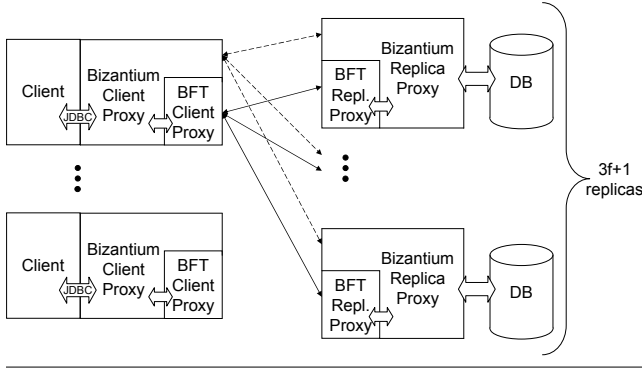 Client
JDBC
Bizantium
Client
Proxy
BFT
Client
Proxy
BFT
Repl.
Proxy
Bizantium
Replica
Proxy
DB
3f+1
replicas
Client
JDBC
Bizantium
Client
Proxy
BFT
Client
Proxy
BFT
Repl.
Proxy
Bizantium
Replica
Proxy
DB